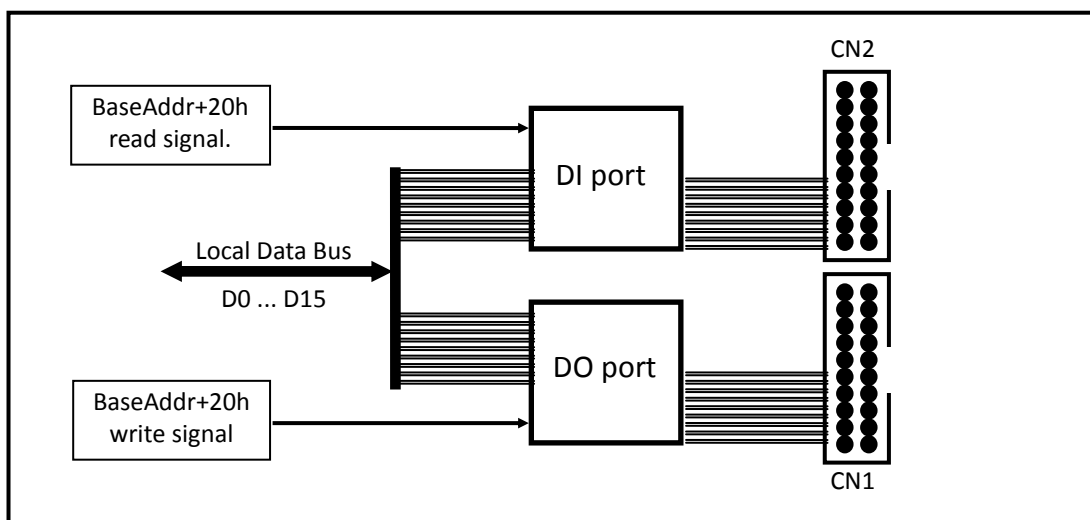 CN2
BaseAddr+20h
read signal.
DI port
Local Data Bus
D0 ... D15
DO port
BaseAddr+20h
write signal
CN1